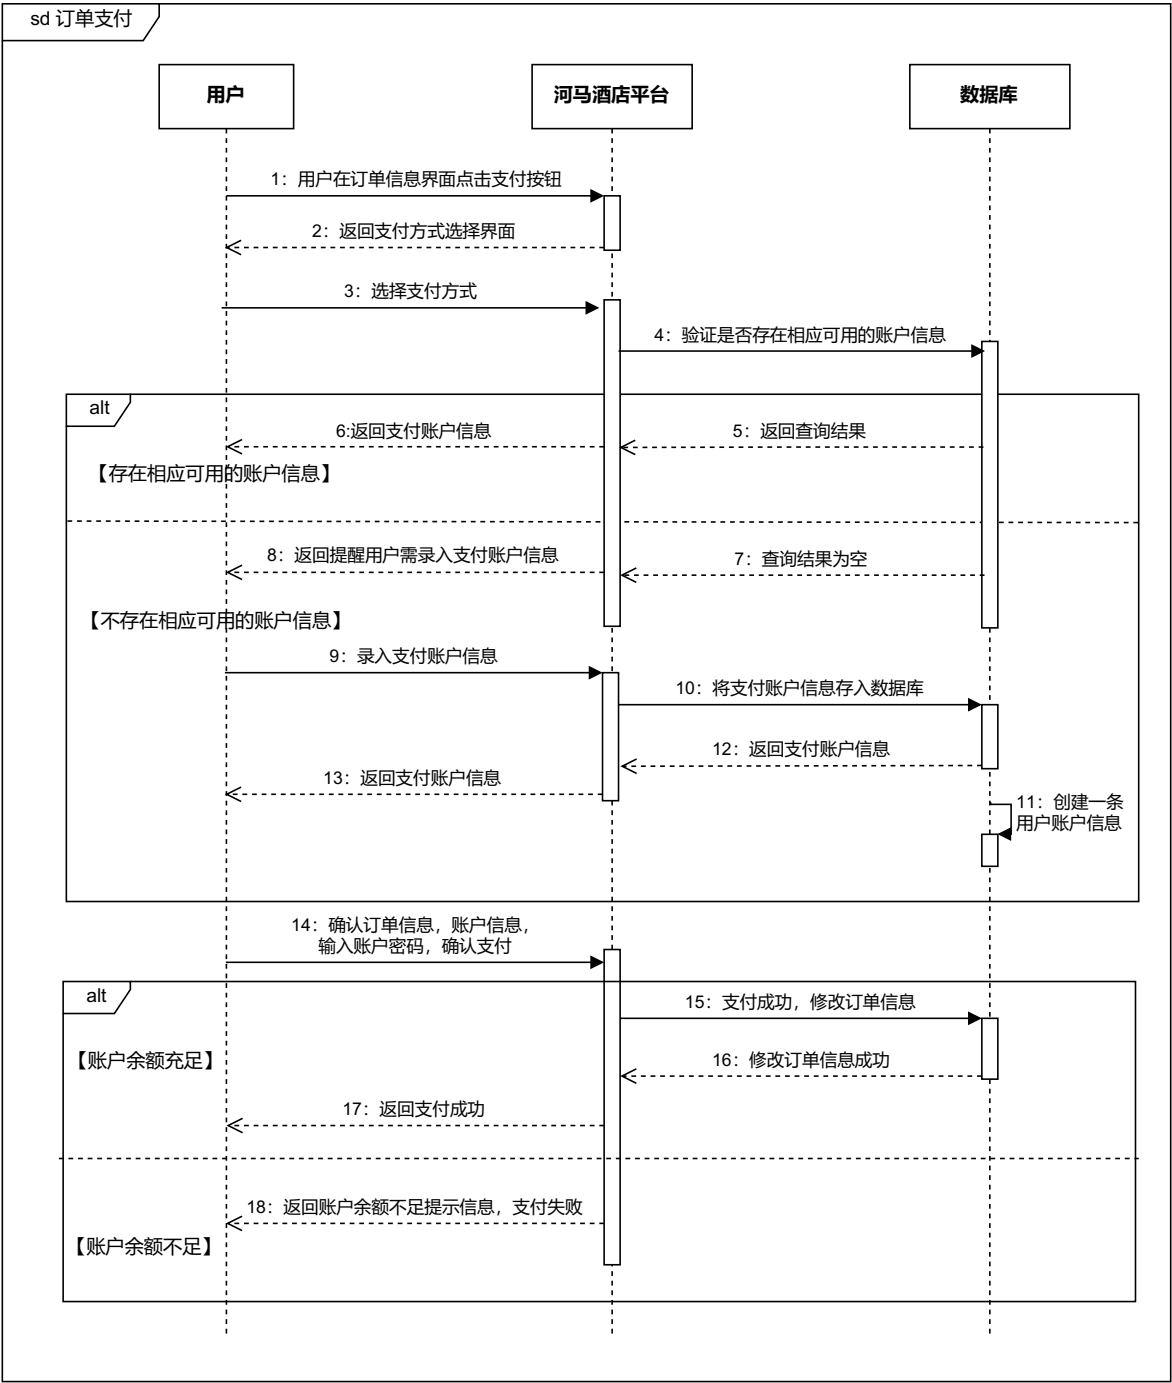 sd 订单支付
用户
河马酒店平台
数据库
1：用户在订单信息界面点击支付按钮
2：返回支付方式选择界面
3：选择支付方式
4：验证是否存在相应可用的账户信息
alt
6:返回支付账户信息
5：返回查询结果
【存在相应可用的账户信息】
8：返回提醒用户需录入支付账户信息
7：查询结果为空
【不存在相应可用的账户信息】
9：录入支付账户信息
10：将支付账户信息存入数据库
12：返回支付账户信息
13：返回支付账户信息
11：创建一条
用户账户信息
14：确认订单信息，账户信息，
输入账户密码，确认支付
alt
15：支付成功，修改订单信息
【账户余额充足】
16：修改订单信息成功
17：返回支付成功
18：返回账户余额不足提示信息，支付失败
【账户余额不足】